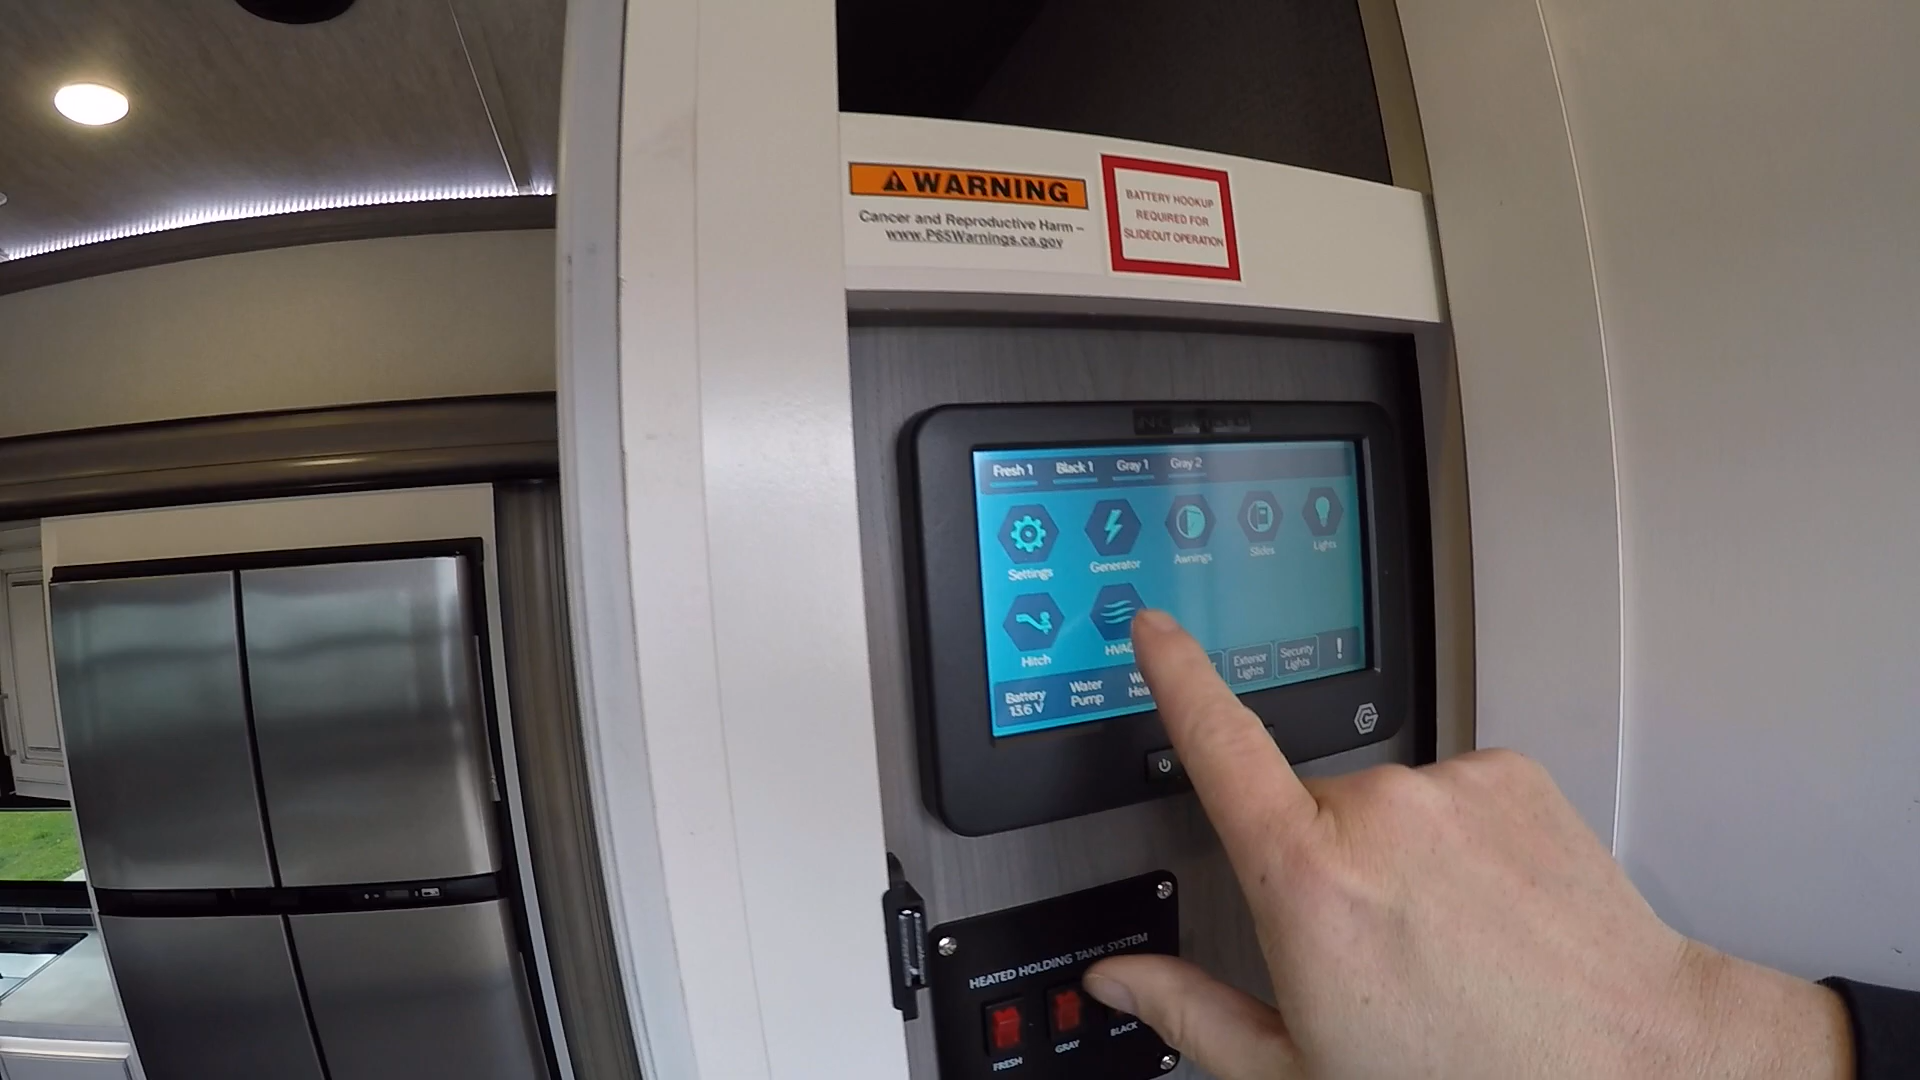 WARNING
Cancer and Reproductive Harm –
www.P65Warnings.ca.gov
BATTERY HOOKUP
REQUIRED FOR
SLIDEOUT OPERATION
Fresh 1 Black 1 Gray 1 Gray 2
Settings Generator Awnings Slides Lights
Hitch HVAC
Battery
13.6 V
Water
Pump
Exterior
Lights
Security
Lights
!
HEATED HOLDING TANK SYSTEM
FRESH GRAY BLACK